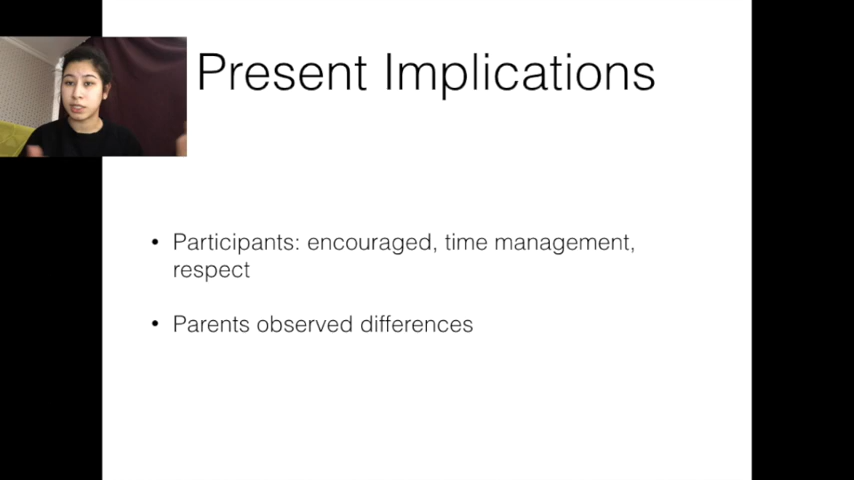 Present Implications
• Participants: encouraged, time management,
respect
• Parents observed differences